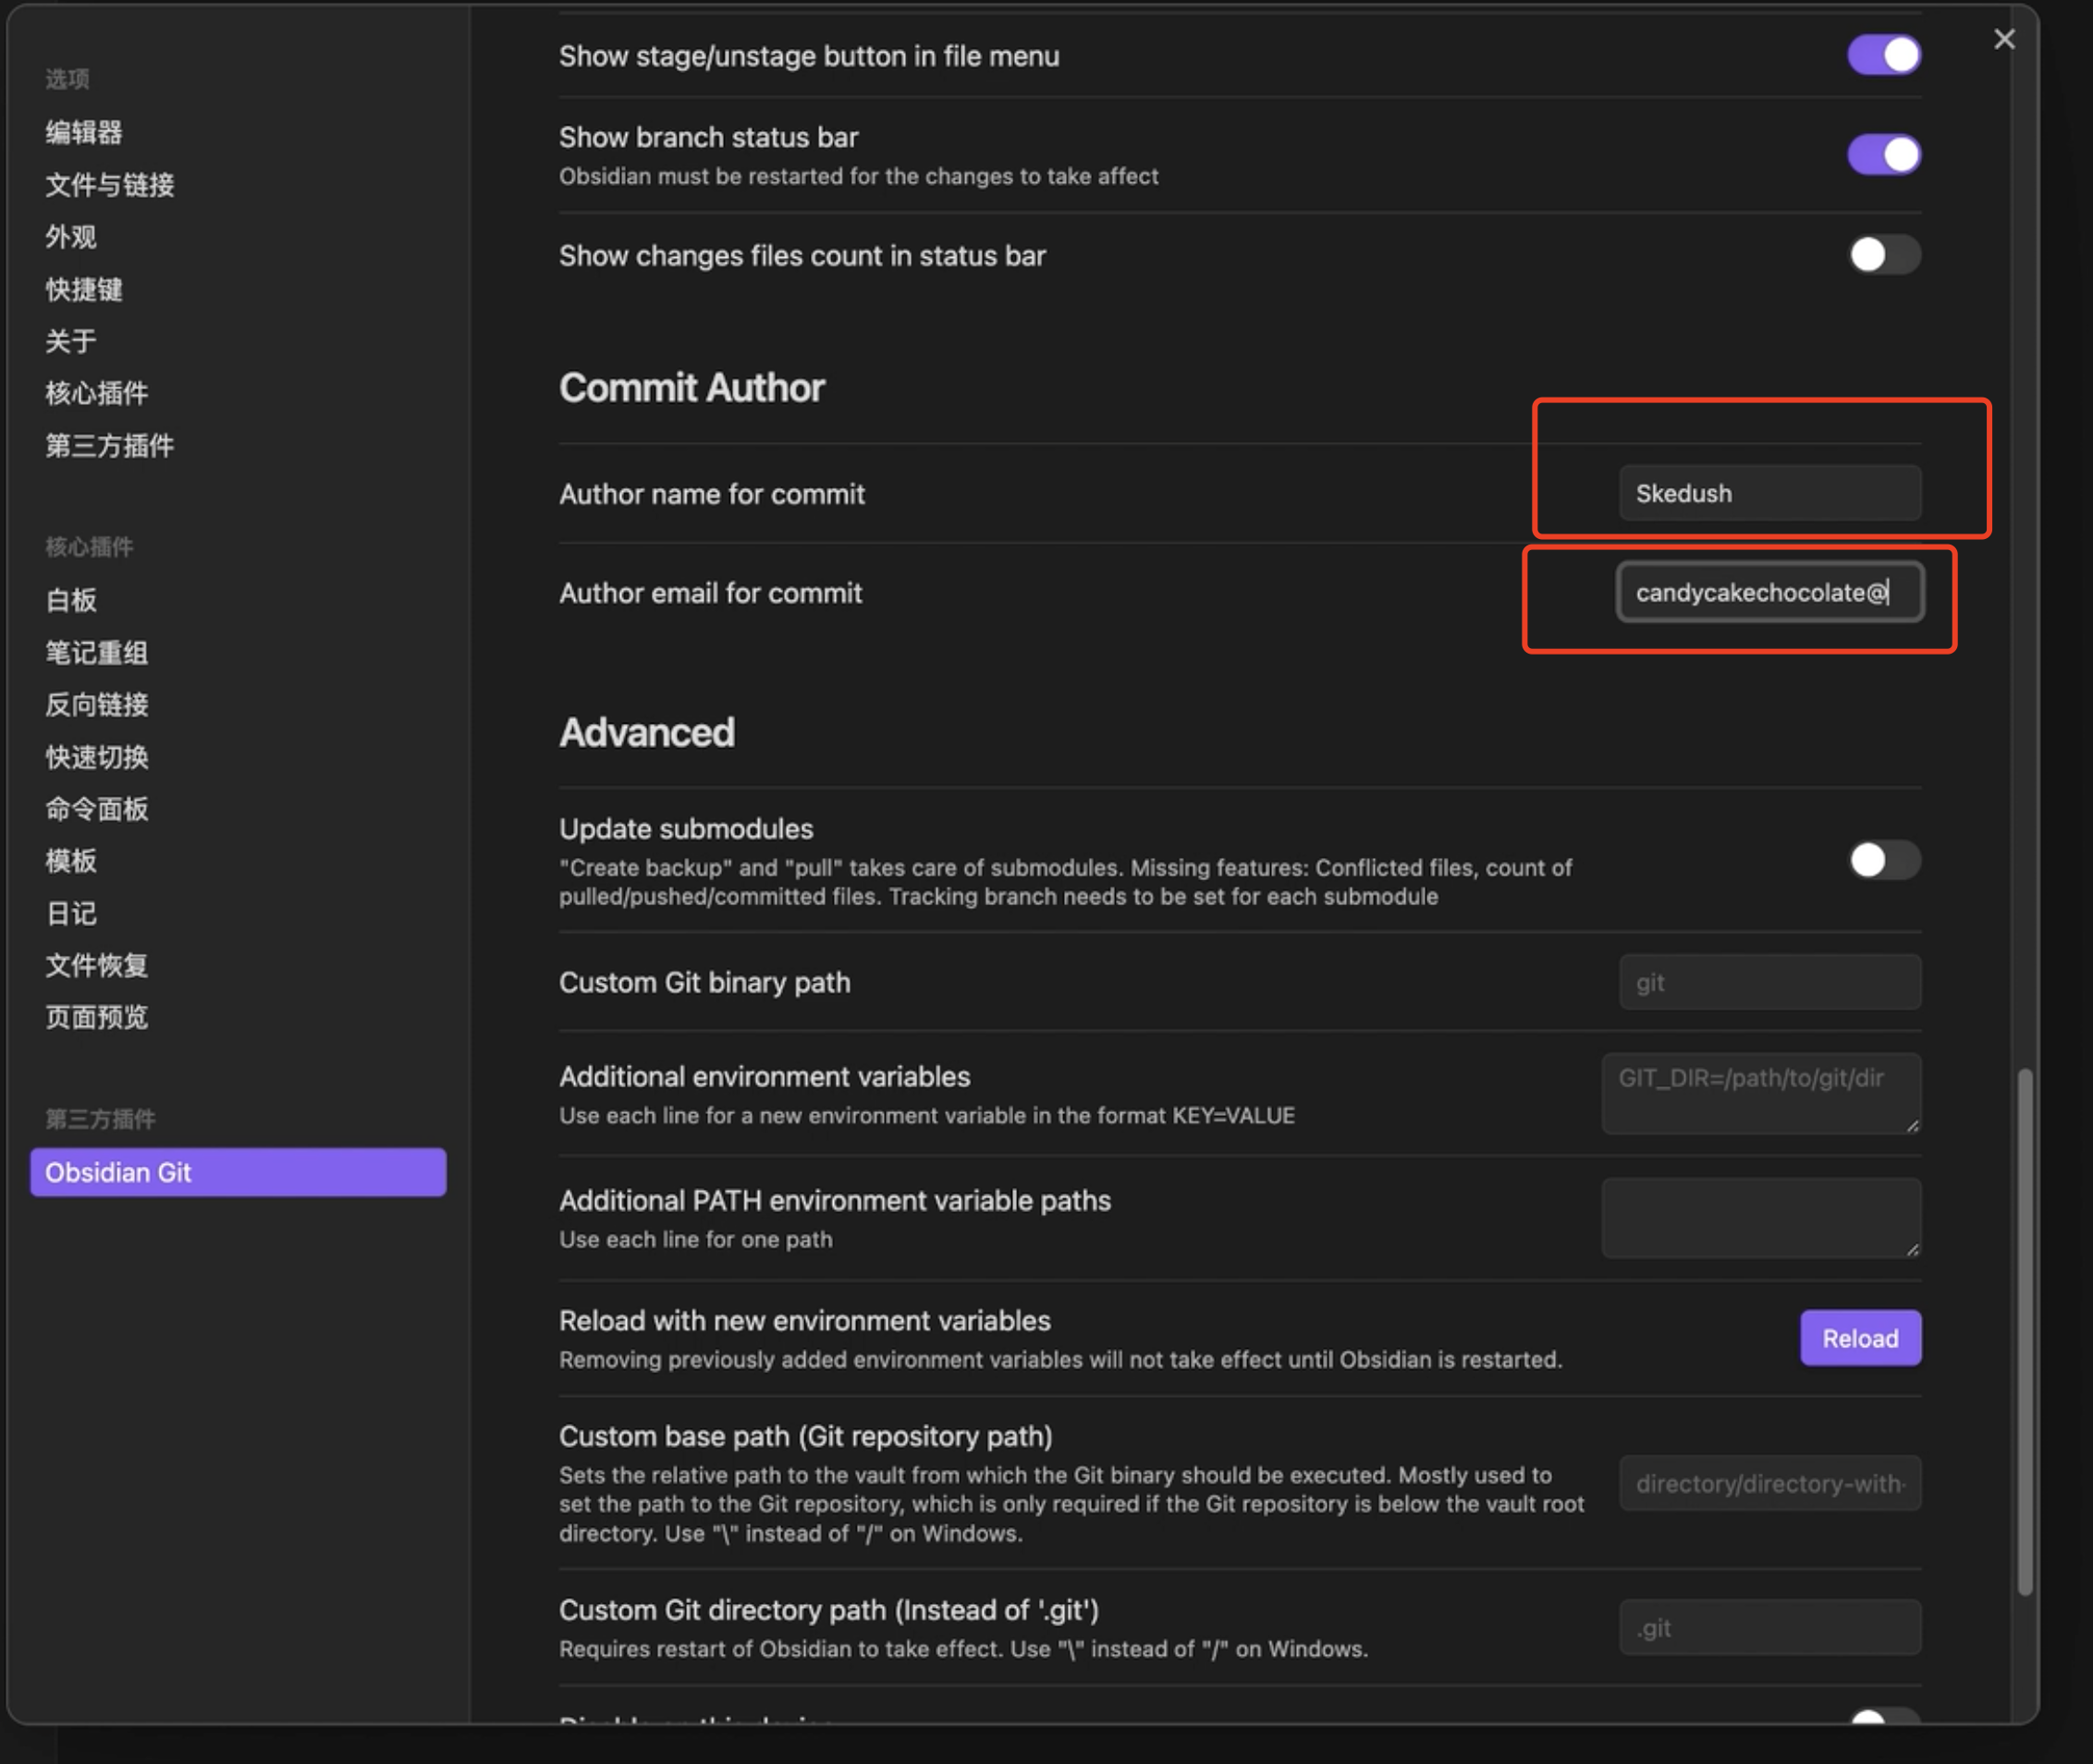 选项
编辑器
文件与链接
外观
快捷键
关于
核心插件
第三方插件
核心插件
白板
笔记重组
反向链接
快速切换
命令面板
模板
日记
文件恢复
页面预览
第三方插件
Obsidian Git
Show stage/unstage button in file menu
Show branch status bar
Obsidian must be restarted for the changes to take affect
Show changes files count in status bar
Commit Author
Author name for commit
Skedush
Author email for commit
candycakechocolate@
Advanced
Update submodules
"Create backup" and "pull" takes care of submodules. Missing features: Conflicted files, count of
pulled/pushed/committed files. Tracking branch needs to be set for each submodule
Custom Git binary path
git
Additional environment variables
Use each line for a new environment variable in the format KEY=VALUE
GIT_DIR=/path/to/git/dir
Additional PATH environment variable paths
Use each line for one path
Reload with new environment variables
Removing previously added environment variables will not take effect until Obsidian is restarted.
Reload
Custom base path (Git repository path)
Sets the relative path to the vault from which the Git binary should be executed. Mostly used to
set the path to the Git repository, which is only required if the Git repository is below the vault root
directory. Use "\" instead of "/" on Windows.
directory/directory-with-
Custom Git directory path (Instead of '.git')
Requires restart of Obsidian to take effect. Use "\" instead of "/" on Windows.
.git